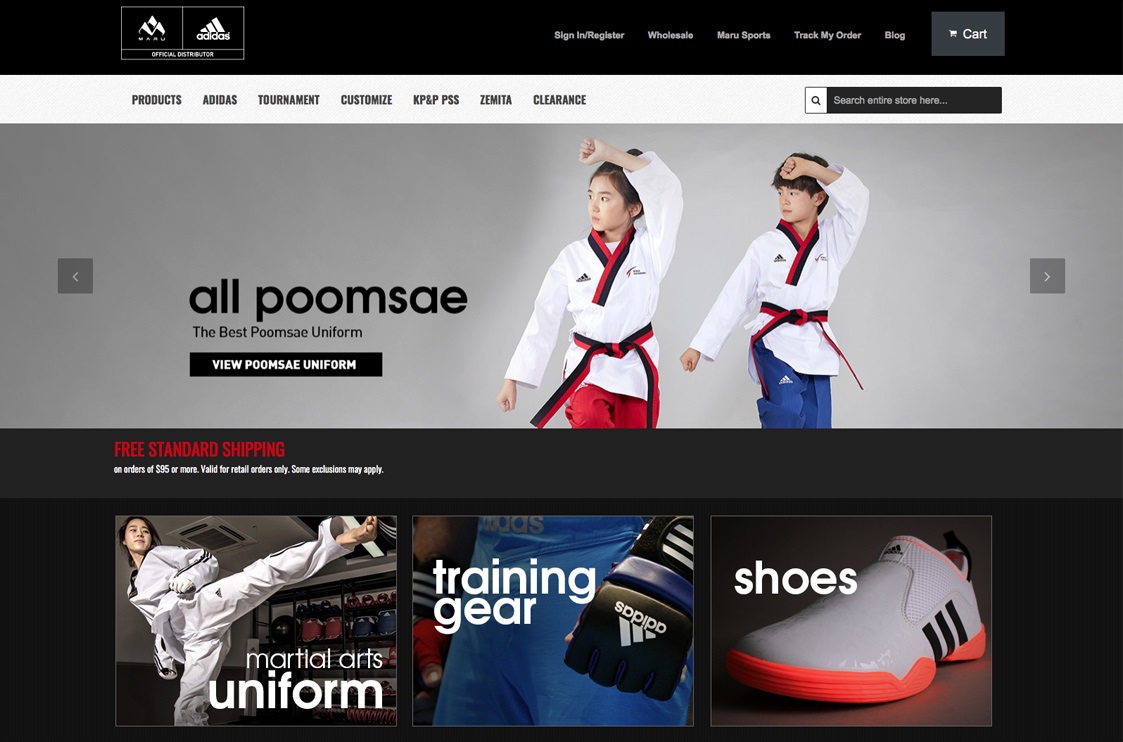 MARU
adidas
OFFICIAL DISTRIBUTOR
Sign In/Register
Wholesale
Maru Sports
Track My Order
Blog
Cart
PRODUCTS
ADIDAS
TOURNAMENT
CUSTOMIZE
KP&P PSS
ZEMITA
CLEARANCE
Search entire store here...
all poomsae
The Best Poomsae Uniform
VIEW POOMSAE UNIFORM
FREE STANDARD SHIPPING
on orders of $95 or more. Valid for retail orders only. Some exclusions may apply.
martial arts
uniform
adidas
training
gear
adidas
shoes
adidas